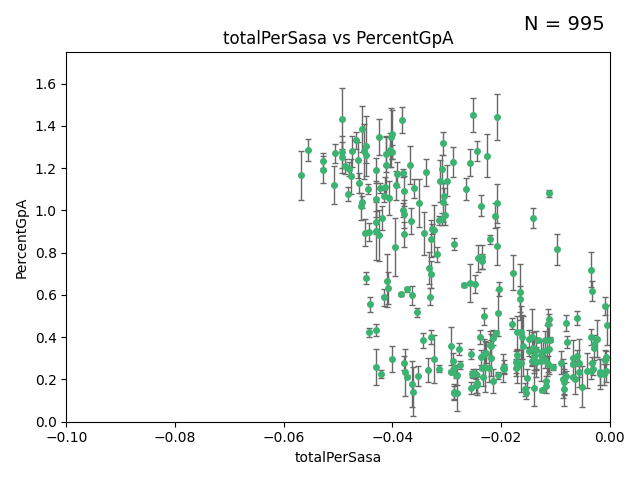 N = 995
totalPerSasa vs PercentGpA
PercentGpA
1.6
1.4
1.2
1.0
0.8
0.6
0.4
0.2
0.0
−0.10 −0.08 −0.06 −0.04 −0.02 0.00
totalPerSasa